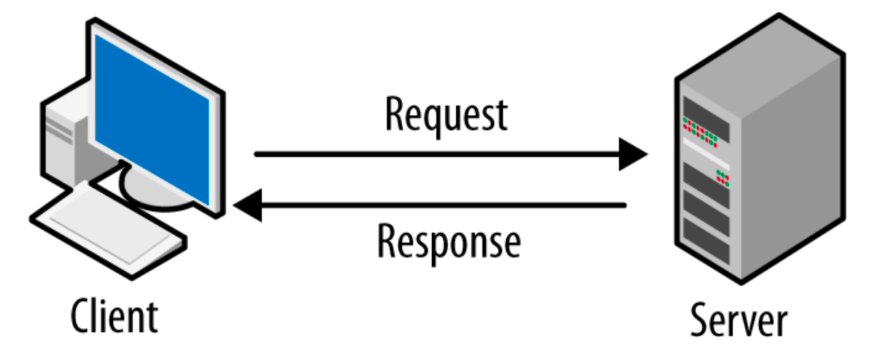 Request
Response
Client
Server